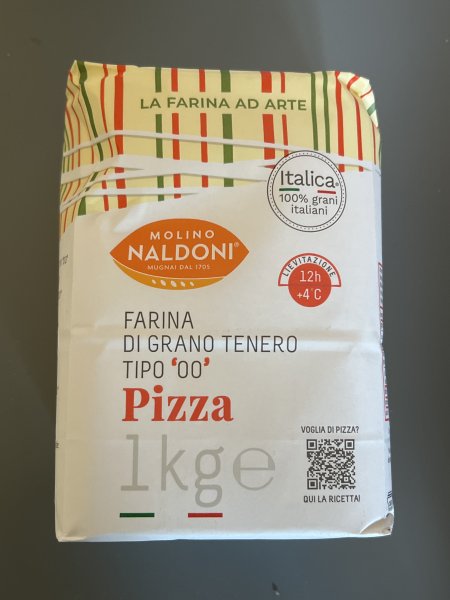 LA FARINA AD ARTE
Italica®
100% grani
italiani
MOLINO
NALDONI®
MUGNAI DAL 1705
LIEVITAZIONE
12h
+4°C
FARINA
DI GRANO TENERO
TIPO ‘00’
Pizza
1kg℮
VOGLIA DI PIZZA?
QUI LA RICETTA!